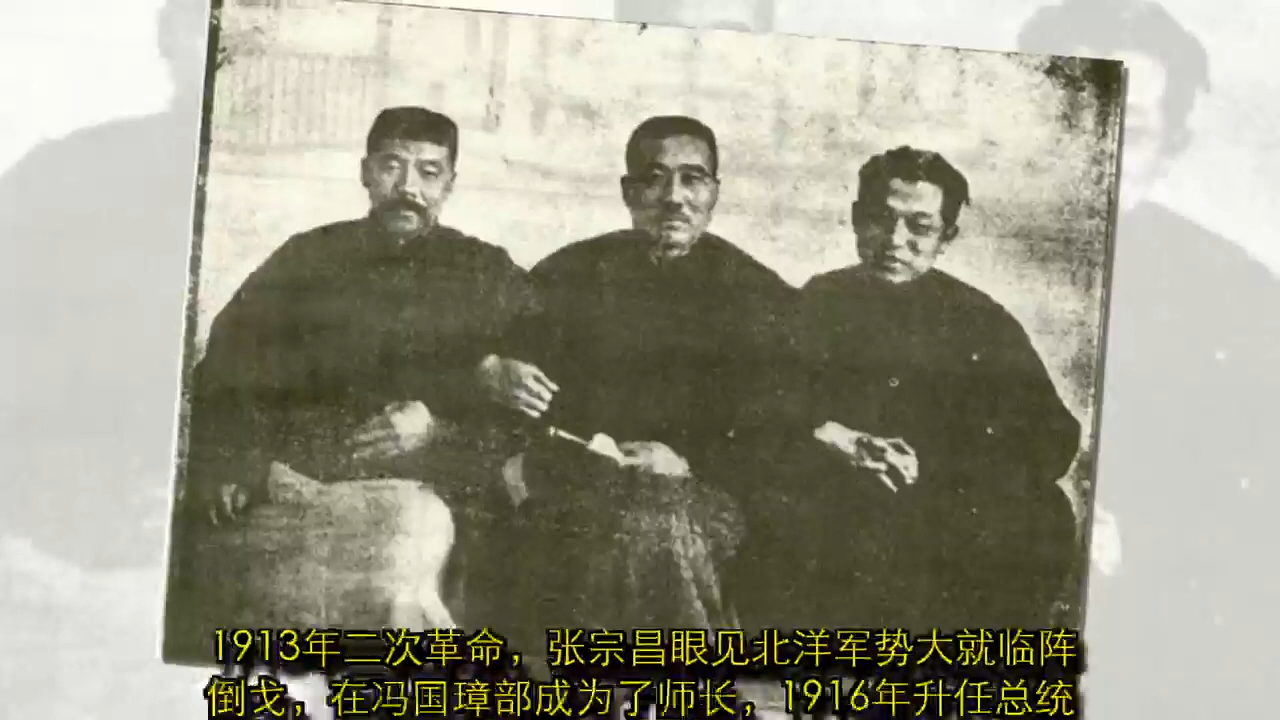 1913年二次革命，张宗昌眼见北洋军势大就临阵
倒戈，在冯国璋部成为了师长，1916年升任总统